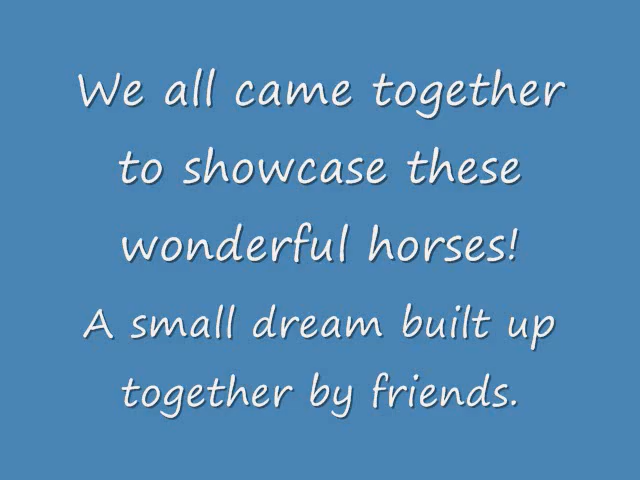 We all came together
to showcase these
wonderful horses!
A small dream built up
together by friends.